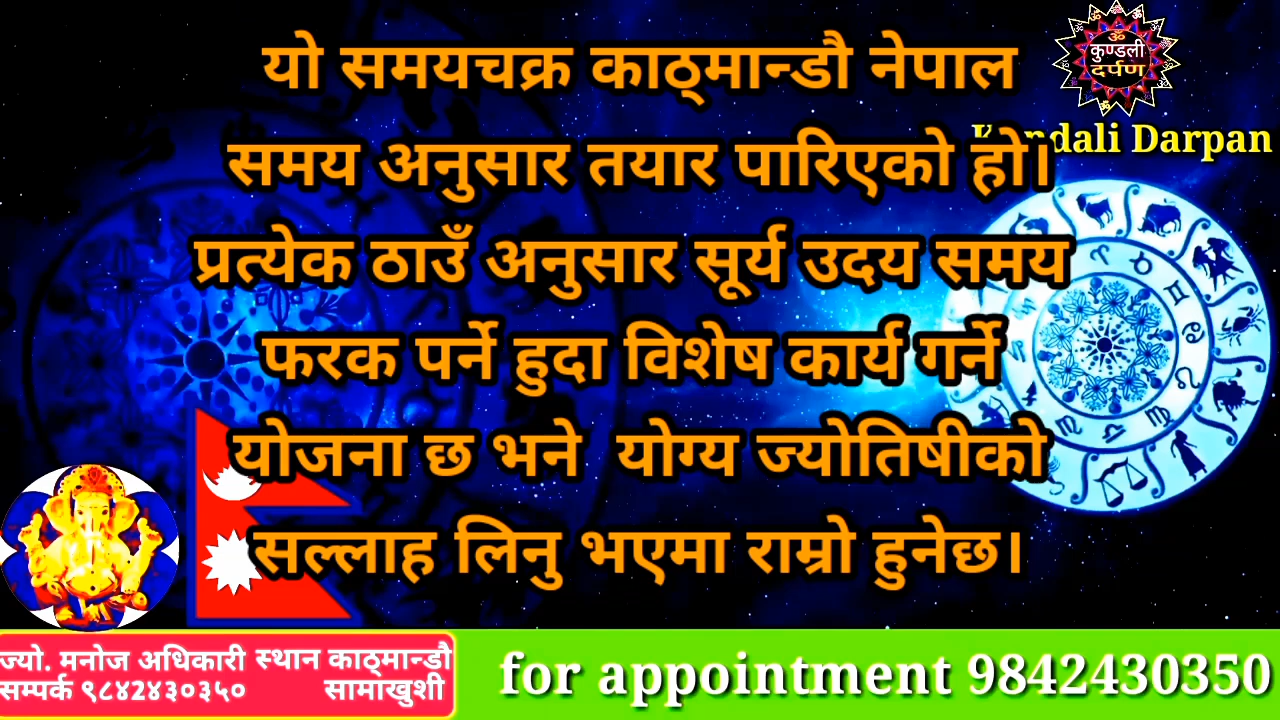 यो समयचक्र काठ्मान्डौ नेपाल
समय अनुसार तयार पारिएको हो।
प्रत्येक ठाउँ अनुसार सूर्य उदय समय
फरक पर्ने हुदा विशेष कार्य गर्ने
योजना छ भने योग्य ज्योतिषीको
सल्लाह लिनु भएमा राम्रो हुनेछ।
ॐ
कुण्डली
दर्पण
Darpan
ज्यो. मनोज अधिकारी
सम्पर्क ९८४२४३०३५०
स्थान काठ्मान्डौ
सामाखुशी
for appointment 9842430350